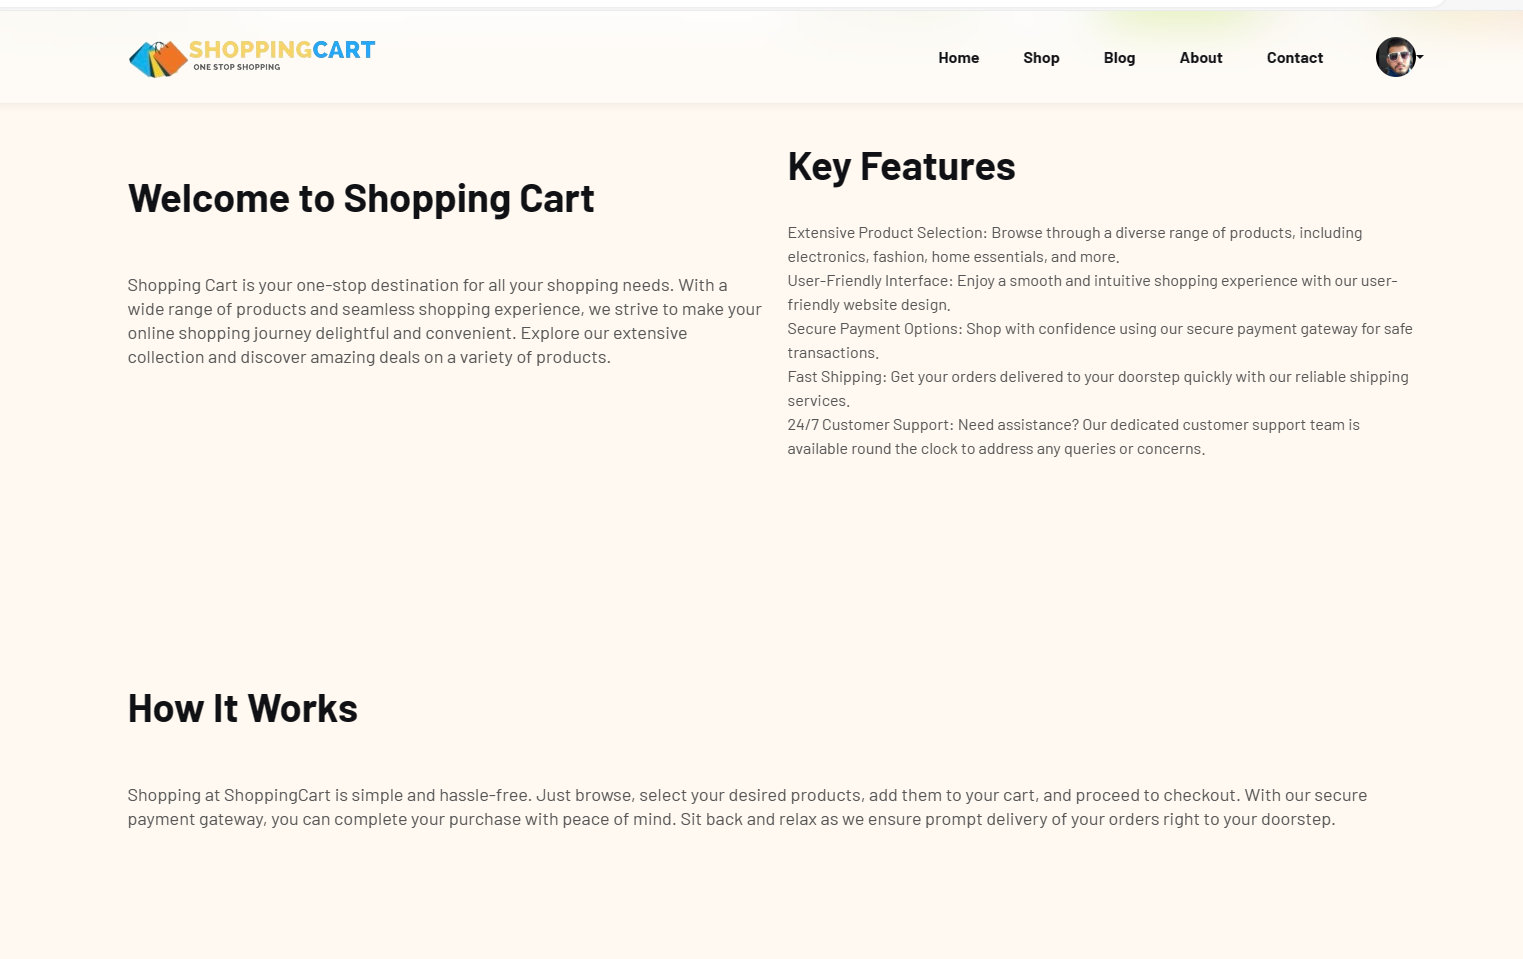 SHOPPINGCART
ONE STOP SHOPPING
Home
Shop
Blog
About
Contact
Welcome to Shopping Cart
Shopping Cart is your one-stop destination for all your shopping needs. With a
wide range of products and seamless shopping experience, we strive to make your
online shopping journey delightful and convenient. Explore our extensive
collection and discover amazing deals on a variety of products.
Key Features
Extensive Product Selection: Browse through a diverse range of products, including
electronics, fashion, home essentials, and more.
User-Friendly Interface: Enjoy a smooth and intuitive shopping experience with our user-
friendly website design.
Secure Payment Options: Shop with confidence using our secure payment gateway for safe
transactions.
Fast Shipping: Get your orders delivered to your doorstep quickly with our reliable shipping
services.
24/7 Customer Support: Need assistance? Our dedicated customer support team is
available round the clock to address any queries or concerns.
How It Works
Shopping at ShoppingCart is simple and hassle-free. Just browse, select your desired products, add them to your cart, and proceed to checkout. With our secure
payment gateway, you can complete your purchase with peace of mind. Sit back and relax as we ensure prompt delivery of your orders right to your doorstep.